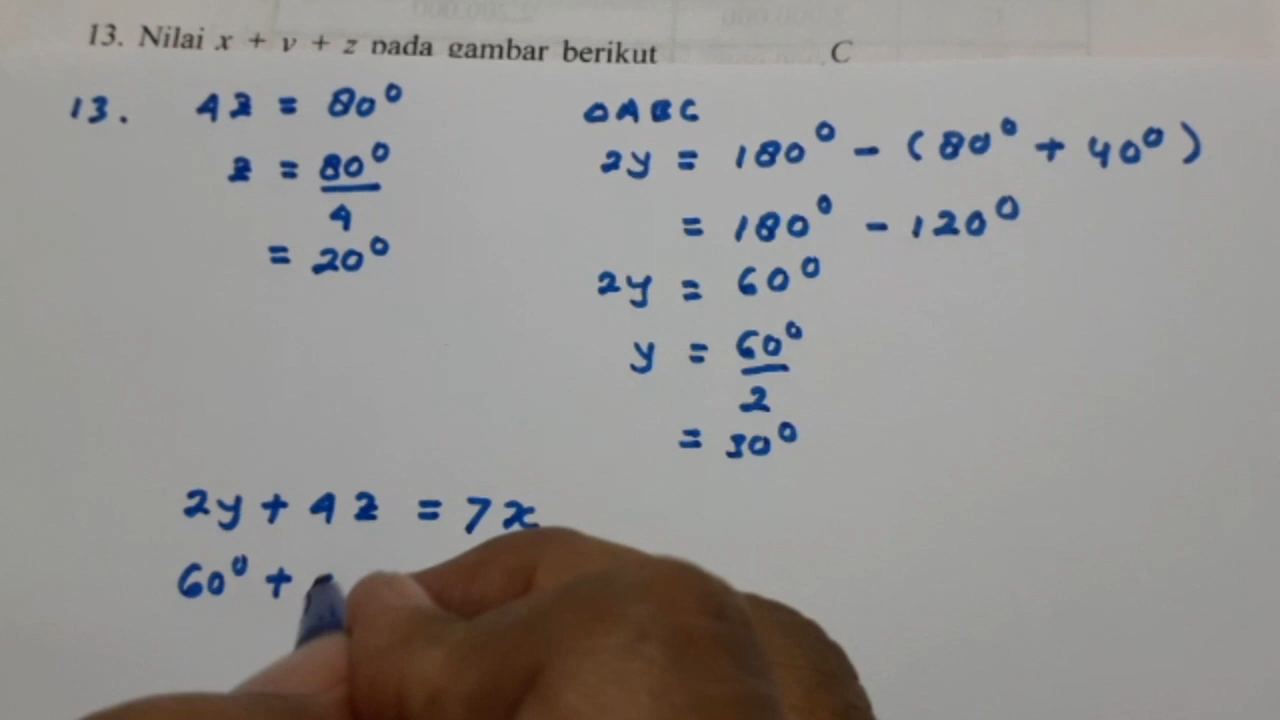 13. Nilai x + y + z pada gambar berikut
C
13. 4z = 80°
z = 80°
4
= 20°
△ABC
2y = 180° - (80° + 40°)
= 180° - 120°
2y = 60°
y = 60°
2
= 30°
2y + 4z = 7x
60° +